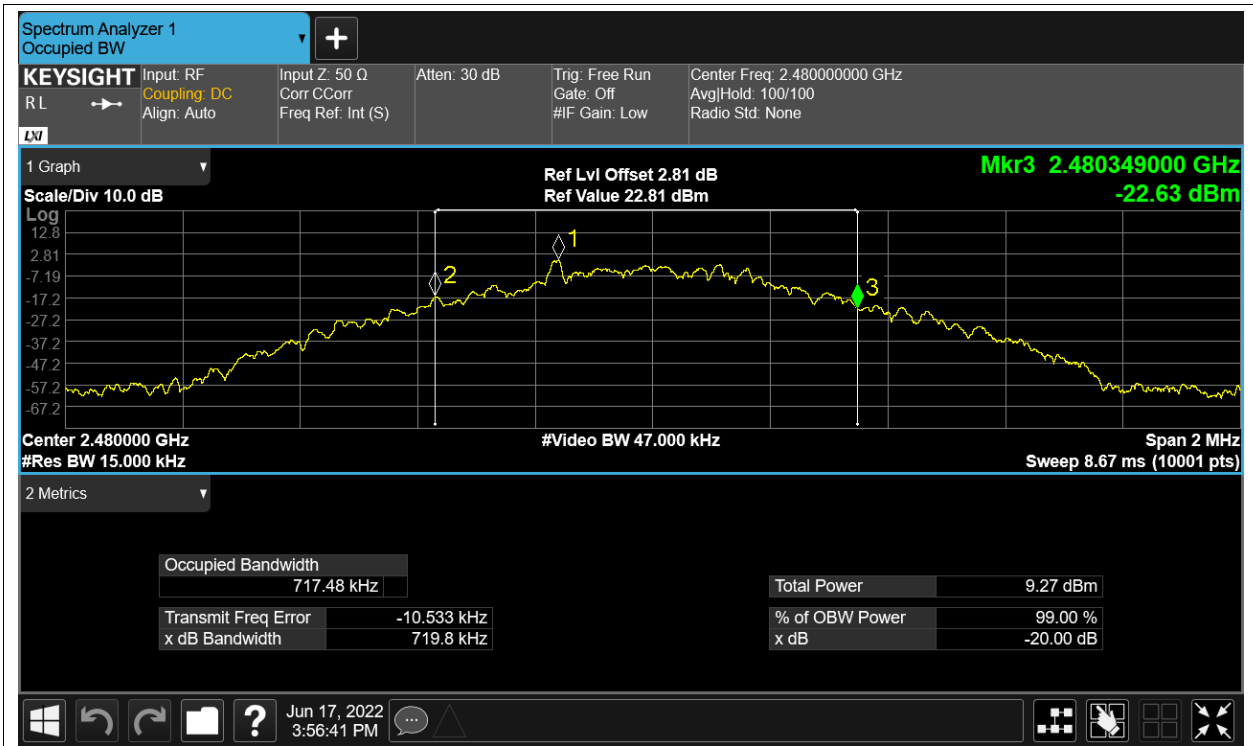 Spectrum Analyzer 1
Occupied BW
KEYSIGHT
R L
LXI
Input: RF
Coupling: DC
Align: Auto
Input Z: 50 Ω
Corr CCorr
Freq Ref: Int (S)
Atten: 30 dB
Trig: Free Run
Gate: Off
#IF Gain: Low
Center Freq: 2.480000000 GHz
Avg|Hold: 100/100
Radio Std: None
1 Graph
Scale/Div 10.0 dB
Ref Lvl Offset 2.81 dB
Ref Value 22.81 dBm
Mkr3 2.480349000 GHz
-22.63 dBm
Log
12.8
2.81
-7.19
-17.2
-27.2
-37.2
-47.2
-57.2
-67.2
1
2
3
Center 2.480000 GHz
#Res BW 15.000 kHz
#Video BW 47.000 kHz
Span 2 MHz
Sweep 8.67 ms (10001 pts)
2 Metrics
Occupied Bandwidth
717.48 kHz
Transmit Freq Error -10.533 kHz
x dB Bandwidth 719.8 kHz
Total Power 9.27 dBm
% of OBW Power 99.00 %
x dB -20.00 dB
?
Jun 17, 2022
3:56:41 PM